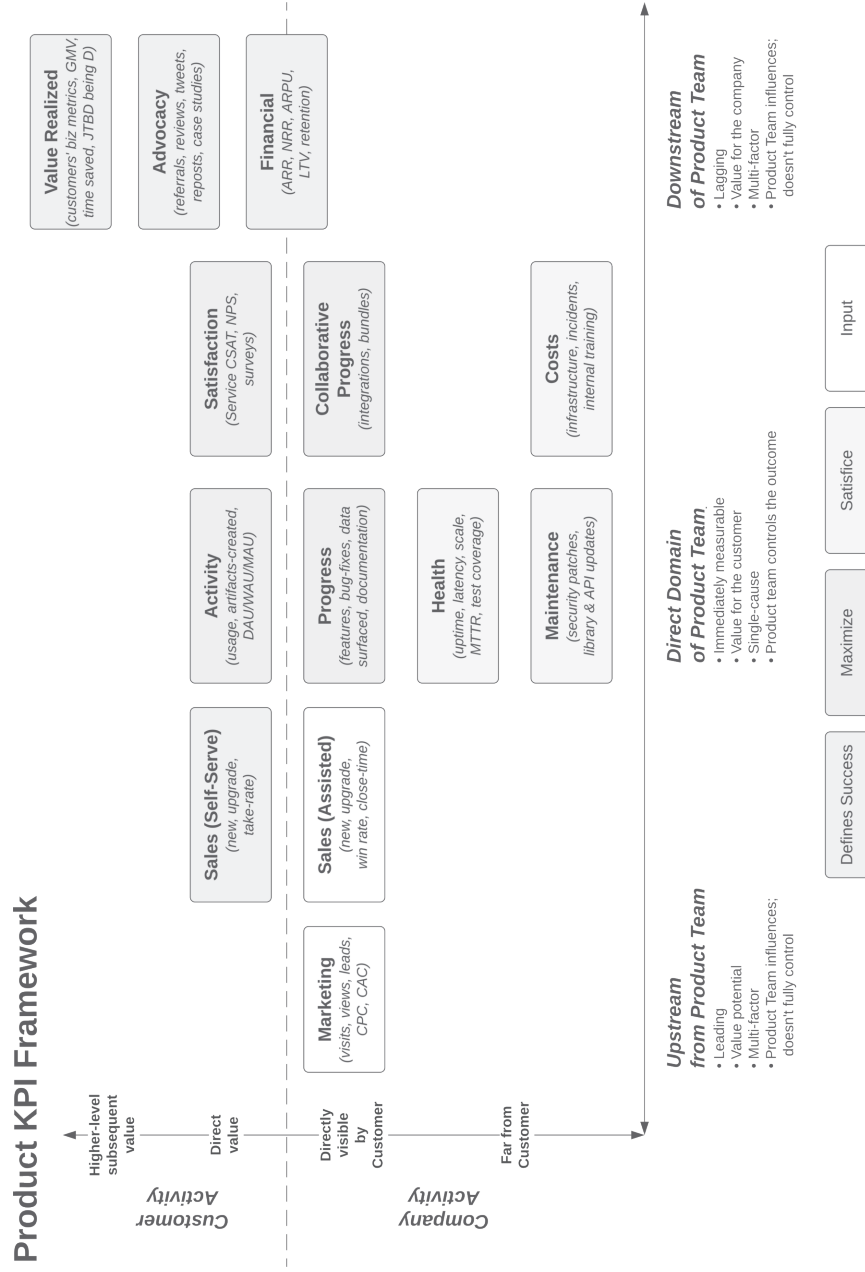 Product KPI Framework
Higher-level
subsequent
value
Direct
value
Directly
visible
by
Customer
Far from
Customer
Customer
Activity
Company
Activity
Marketing
(visits, views, leads,
CPC, CAC)
Sales (Self-Serve)
(new, upgrade,
take-rate)
Sales (Assisted)
(new, upgrade,
win rate, close-time)
Activity
(usage, artifacts-created,
DAU/WAU/MAU)
Progress
(features, bug-fixes, data
surfaced, documentation)
Health
(uptime, latency, scale,
MTTR, test coverage)
Maintenance
(security patches,
library & API updates)
Satisfaction
(Service CSAT, NPS,
surveys)
Collaborative
Progress
(integrations, bundles)
Costs
(infrastructure, incidents,
internal training)
Value Realized
(customers' biz metrics, GMV,
time saved, JTBD being D)
Advocacy
(referrals, reviews, tweets,
reposts, case studies)
Financial
(ARR, NRR, ARPU,
LTV, retention)
Upstream
from Product Team
• Leading
• Value potential
• Multi-factor
• Product Team influences;
doesn't fully control
Direct Domain
of Product Team
• Immediately measurable
• Value for the customer
• Single-cause
• Product team controls the outcome
Downstream
of Product Team
• Lagging
• Value for the company
• Multi-factor
• Product Team influences;
doesn't fully control
Defines Success
Maximize
Satisfice
Input